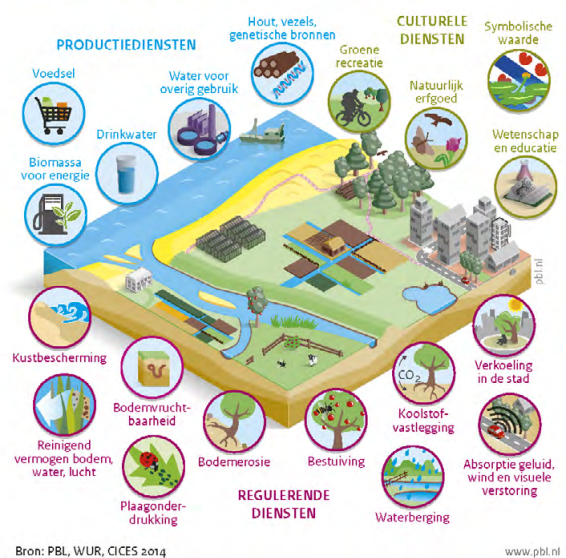 PRODUCTIEDIENSTEN
Voedsel
Drinkwater
Biomassa
voor energie
Water voor
overig gebruik
Hout, vezels,
genetische bronnen
CULTURELE
DIENSTEN
Groene
recreatie
Natuurlijk
erfgoed
Symbolische
waarde
Wetenschap
en educatie
pbl.nl
Kustbescherming
Reinigend
vermogen bodem,
water, lucht
Bodemvrucht-
baarheid
Plaagonder-
drukking
Bodemerosie
Bestuiving
REGULERENDE
DIENSTEN
CO2
Koolstof-
vastlegging
Waterberging
Verkoeling
in de stad
Absorptie geluid,
wind en visuele
verstoring
Bron: PBL, WUR, CICES 2014
www.pbl.nl